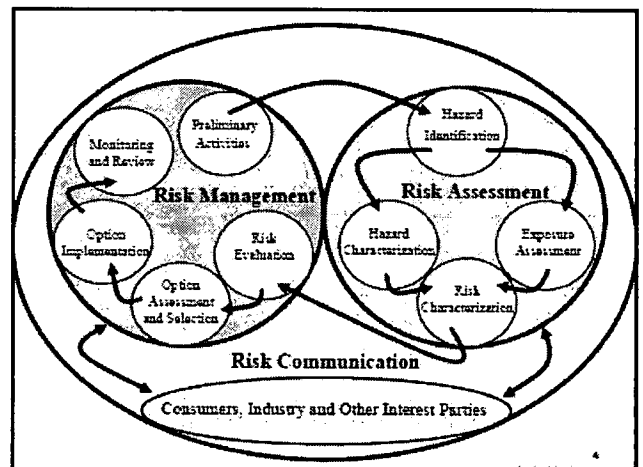 Preliminary
Activities
Monitoring
and Review
Risk Management
Option
Implementation
Risk
Evaluation
Option
Assessment
and Selection
Hazard
Identification
Risk Assessment
Hazard
Characterization
Exposure
Assessment
Risk
Characterization
Risk Communication
Consumers, Industry and Other Interest Parties
4